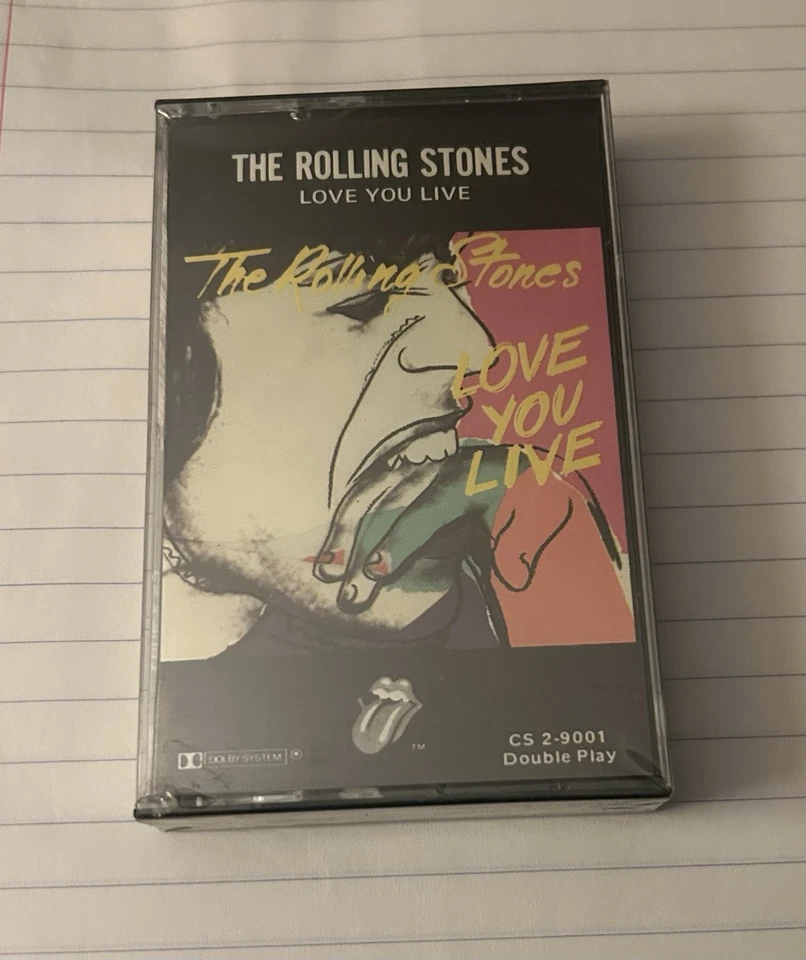 THE ROLLING STONES
LOVE YOU LIVE
The Rolling Stones
LOVE
YOU
LIVE
TM
DOLBY SYSTEM
CS 2-9001
Double Play